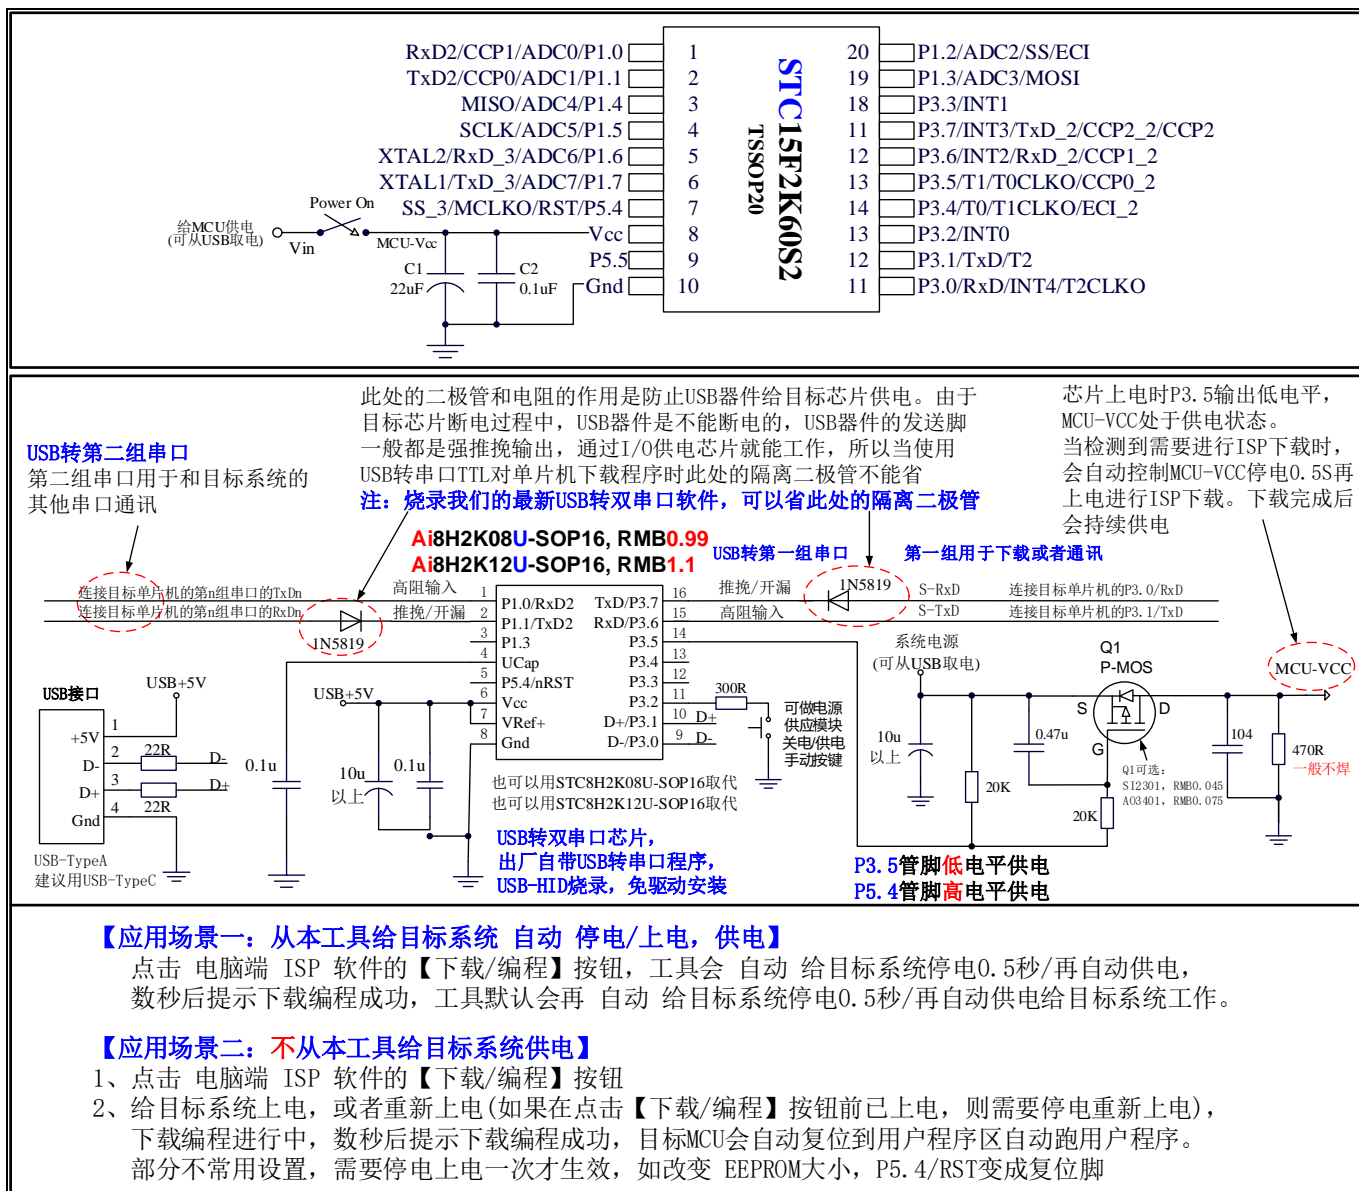 RxD2/CCP1/ADC0/P1.0
TxD2/CCP0/ADC1/P1.1
MISO/ADC4/P1.4
SCLK/ADC5/P1.5
XTAL2/RxD_3/ADC6/P1.6
XTAL1/TxD_3/ADC7/P1.7
SS_3/MCLKO/RST/P5.4
Vcc
P5.5
Gnd
1
2
3
4
5
6
7
8
9
10
STC15F2K60S2
TSSOP20
20
19
18
11
12
13
14
13
12
11
P1.2/ADC2/SS/ECI
P1.3/ADC3/MOSI
P3.3/INT1
P3.7/INT3/TxD_2/CCP2_2/CCP2
P3.6/INT2/RxD_2/CCP1_2
P3.5/T1/T0CLKO/CCP0_2
P3.4/T0/T1CLKO/ECI_2
P3.2/INT0
P3.1/TxD/T2
P3.0/RxD/INT4/T2CLKO
Power On
给MCU供电
(可从USB取电)
Vin
MCU-Vcc
C1
22uF
C2
0.1uF
此处的二极管和电阻的作用是防止USB器件给目标芯片供电。由于
目标芯片断电过程中，USB器件是不能断电的，USB器件的发送脚
一般都是强推挽输出，通过I/O供电芯片就能工作，所以当使用
USB转串口TTL对单片机下载程序时此处的隔离二极管不能省
注：烧录我们的最新USB转双串口软件，可以省此处的隔离二极管
芯片上电时P3.5输出低电平，
MCU-VCC处于供电状态。
当检测到需要进行ISP下载时，
会自动控制MCU-VCC停电0.5S再
上电进行ISP下载。下载完成后
会持续供电
USB转第二组串口
第二组串口用于和目标系统的
其他串口通讯
Ai8H2K08U-SOP16, RMB0.99
Ai8H2K12U-SOP16, RMB1.1
USB转第一组串口
第一组用于下载或者通讯
连接目标单片机的第n组串口的TxDn
连接目标单片机的第n组串口的RxDn
高阻输入
推挽/开漏
1N5819
1
2
3
4
5
6
7
8
P1.0/RxD2
P1.1/TxD2
P1.3
UCap
P5.4/nRST
Vcc
VRef+
Gnd
TxD/P3.7
RxD/P3.6
P3.5
P3.4
P3.3
P3.2
D+/P3.1
D-/P3.0
16
15
14
13
12
11
10
9
D+
D-
推挽/开漏
高阻输入
1N5819
S-RxD
S-TxD
连接目标单片机的P3.0/RxD
连接目标单片机的P3.1/TxD
USB接口
USB+5V
+5V
D-
D+
Gnd
1
2
3
4
22R
22R
D-
D+
USB-TypeA
建议用USB-TypeC
0.1u
USB+5V
10u
以上
0.1u
300R
可做电源
供应模块
关电/供电
手动按键
也可以用STC8H2K08U-SOP16取代
也可以用STC8H2K12U-SOP16取代
USB转双串口芯片，
出厂自带USB转串口程序，
USB-HID烧录，免驱动安装
系统电源
(可从USB取电)
10u
以上
0.47u
20K
20K
Q1
P-MOS
S
D
G
Q1可选：
SI2301, RMB0.045
AO3401, RMB0.075
104
470R
一般不焊
MCU-VCC
P3.5管脚低电平供电
P5.4管脚高电平供电
【应用场景一：从本工具给目标系统 自动 停电/上电，供电】
点击 电脑端 ISP 软件的【下载/编程】按钮，工具会 自动 给目标系统停电0.5秒/再自动供电，
数秒后提示下载编程成功，工具默认会再 自动 给目标系统停电0.5秒/再自动供电给目标系统工作。
【应用场景二：不从本工具给目标系统供电】
1、点击 电脑端 ISP 软件的【下载/编程】按钮
2、给目标系统上电，或者重新上电(如果在点击【下载/编程】按钮前已上电，则需要停电重新上电)，
下载编程进行中，数秒后提示下载编程成功，目标MCU会自动复位到用户程序区自动跑用户程序。
部分不常用设置，需要停电上电一次才生效，如改变 EEPROM大小，P5.4/RST变成复位脚